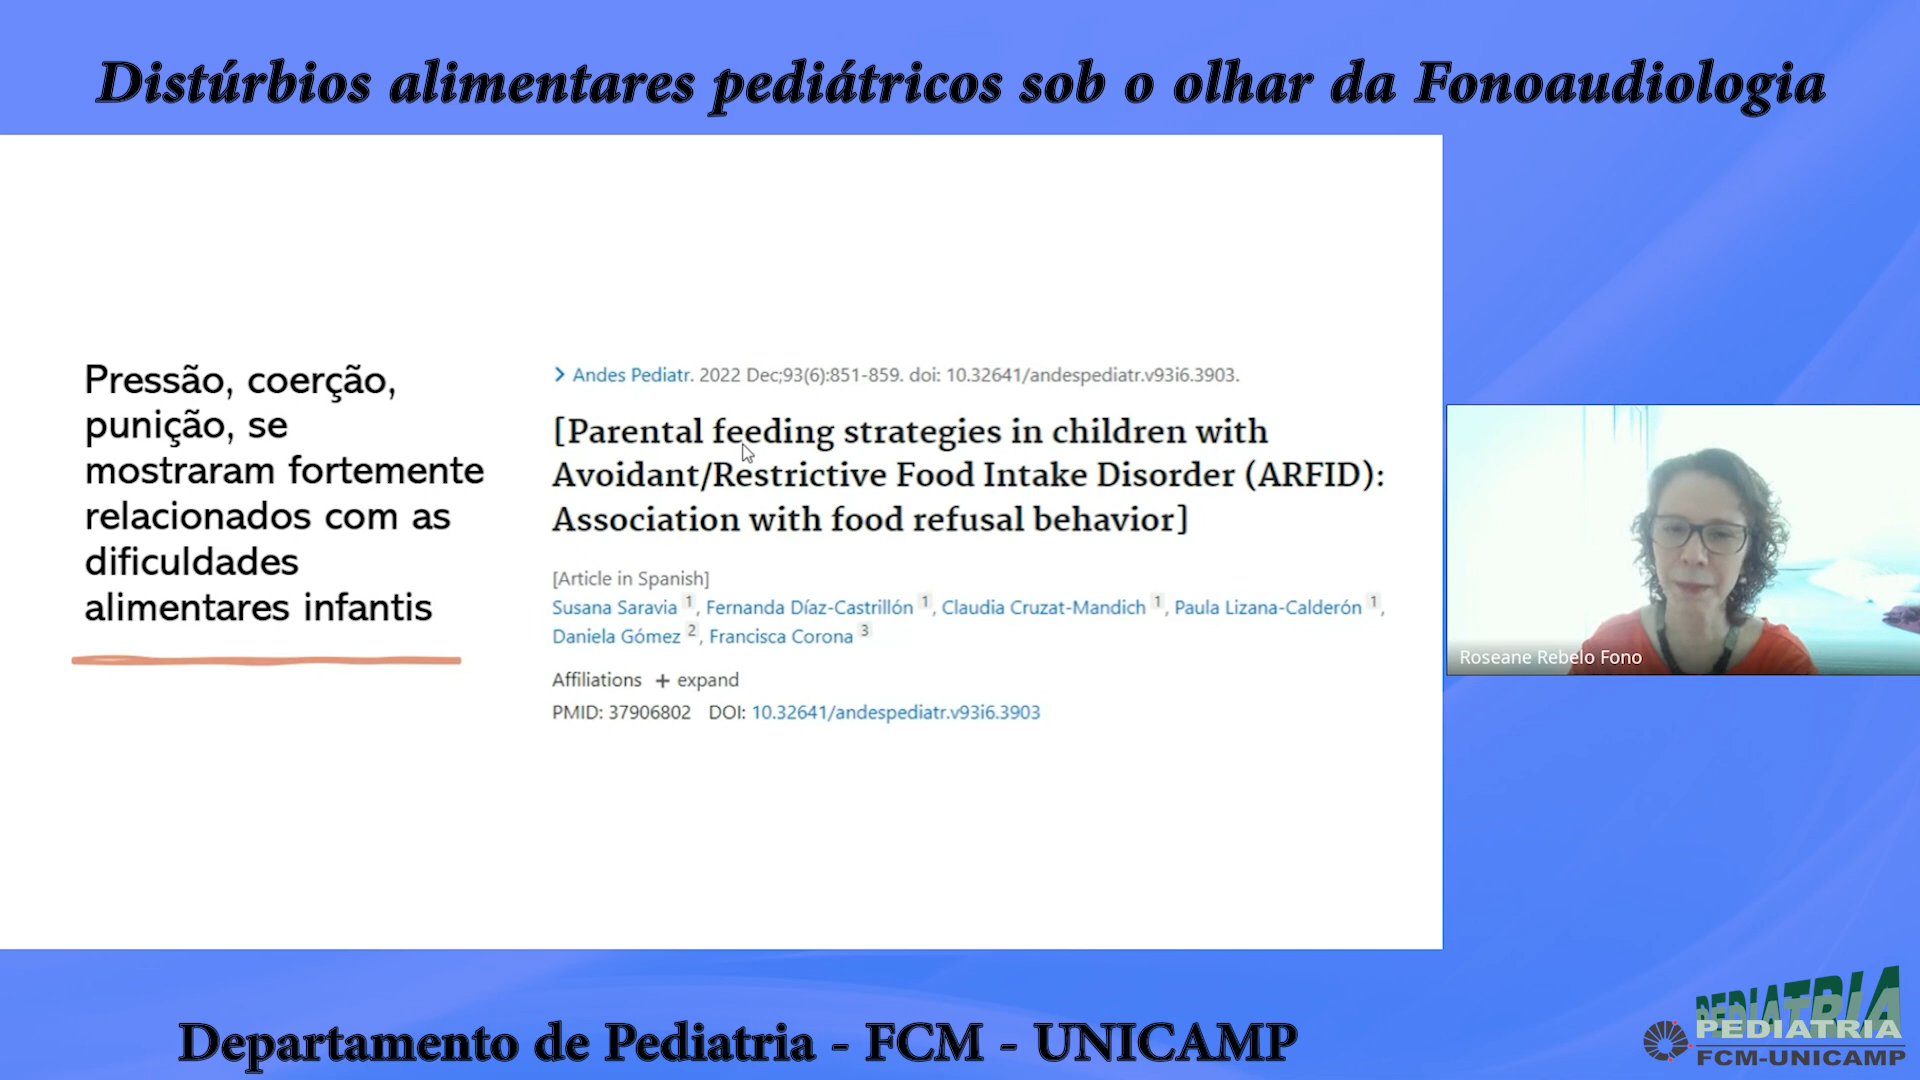 Distúrbios alimentares pediátricos sob o olhar da Fonoaudiologia
Pressão, coerção,
punição, se
mostraram fortemente
relacionados com as
dificuldades
alimentares infantis
Andes Pediatr. 2022 Dec;93(6):851-859. doi: 10.32641/andespediatr.v93i6.3903.
[Parental feeding strategies in children with
Avoidant/Restrictive Food Intake Disorder (ARFID):
Association with food refusal behavior]
[Article in Spanish]
Susana Saravia 1, Fernanda Díaz-Castrillón 1, Claudia Cruzat-Mandich 1, Paula Lizana-Calderón 1,
Daniela Gómez 2, Francisca Corona 3
Affiliations + expand
PMID: 37906802 DOI: 10.32641/andespediatr.v93i6.3903
Roseane Rebelo Fono
Departamento de Pediatria - FCM - UNICAMP
PEDIATRIA
PEDIATRIA
FCM-UNICAMP